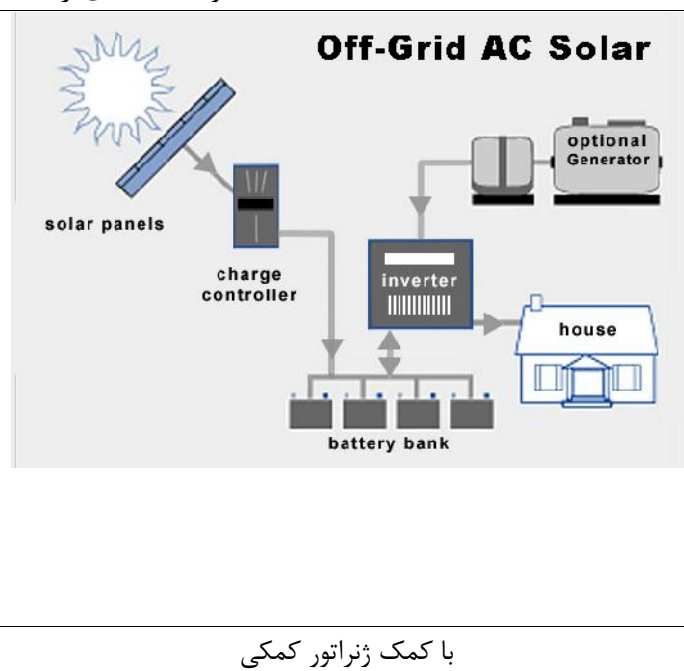 Off-Grid AC Solar
optional
Generator
solar panels
charge
controller
inverter
house
battery bank
با کمک ژنراتور کمکی